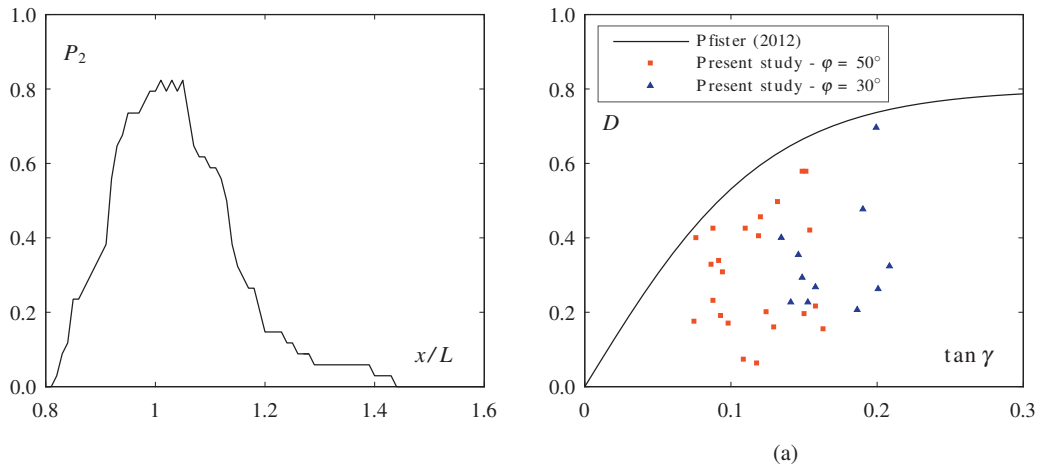 1.0
0.8
0.6
0.4
0.2
0.0
P2
x/L
0.8
1
1.2
1.4
1.6
1.0
0.8
0.6
0.4
0.2
0.0
Pfister (2012)
Present study - φ = 50°
Present study - φ = 30°
D
tan γ
0
0.1
0.2
0.3
(a)